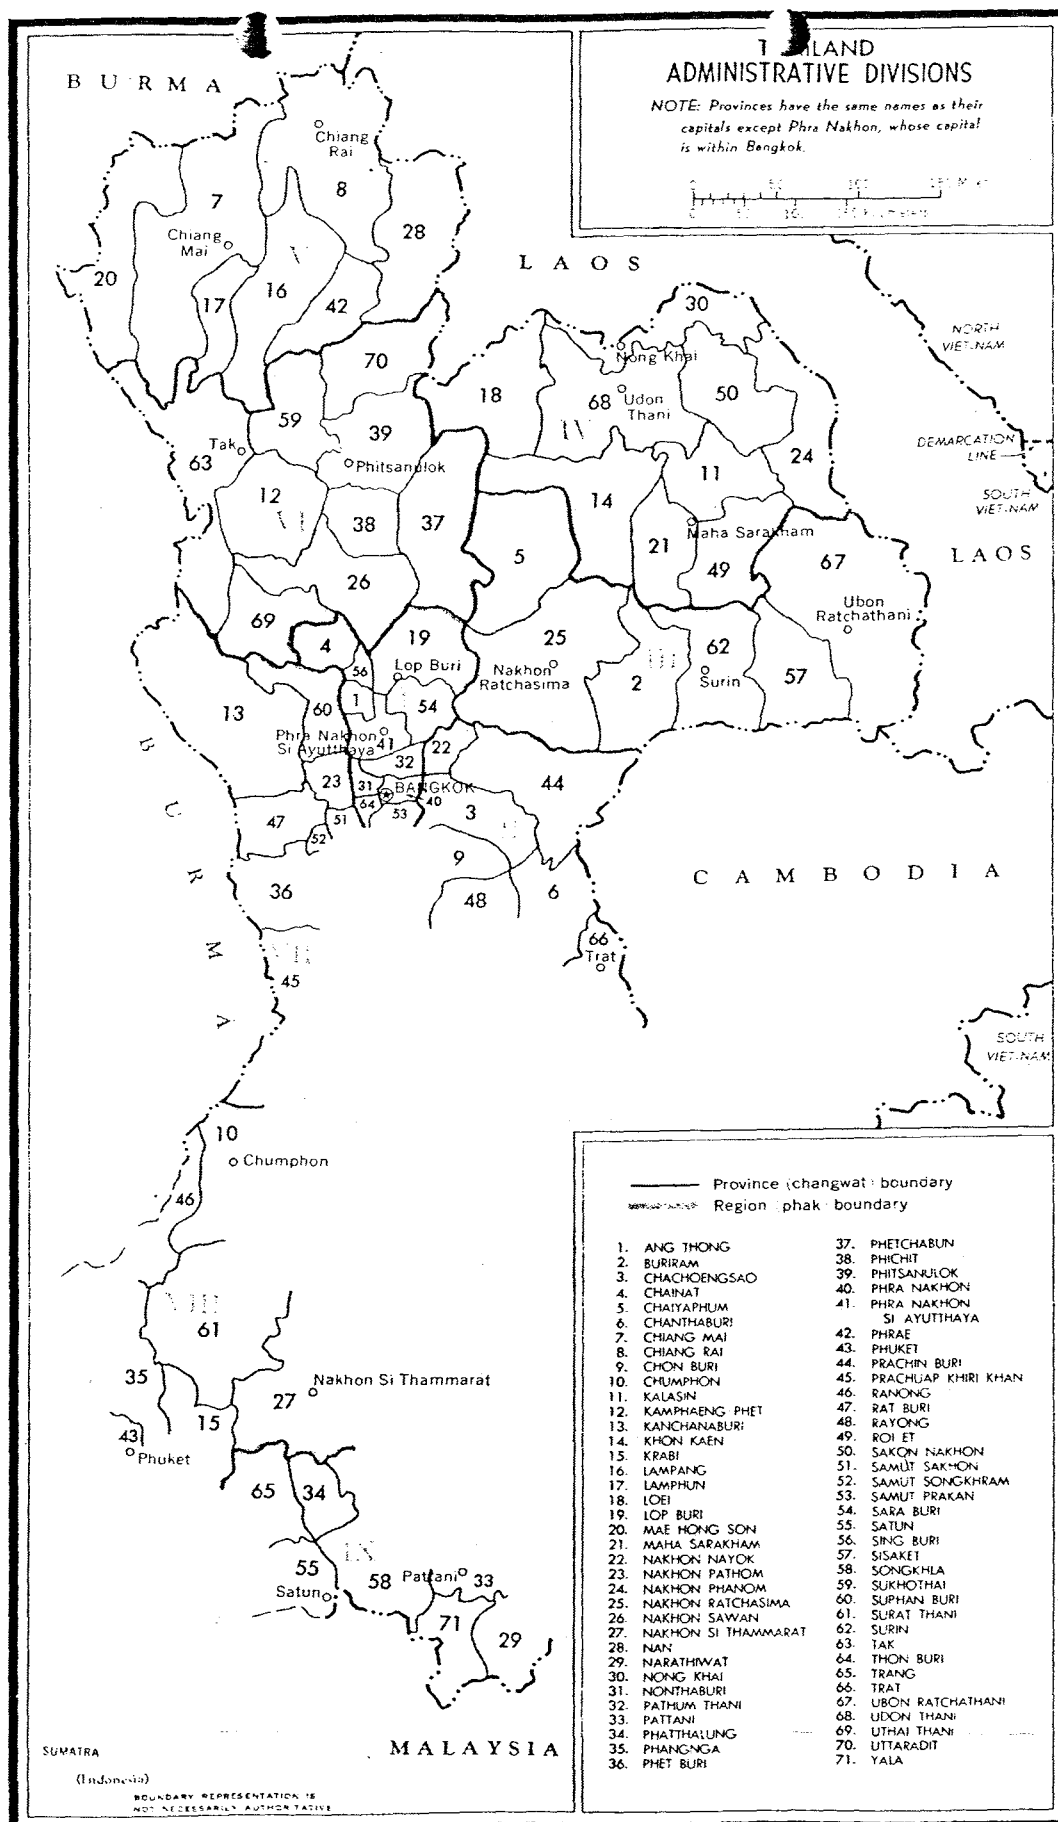 THAILAND
ADMINISTRATIVE DIVISIONS
NOTE: Provinces have the same names as their
capitals except Phra Nakhon, whose capital
is within Bangkok.
0 50 100
BURMA
Chiang
Rai
8
7
28
Chiang
Mai
LAOS
20
V
16
30
17
42
NORTH
VIET-NAM
Nong Khai
70
18
68
Udon
Thani
50
59
39
IV
DEMARCATION
LINE
Tak
63
Phitsanulok
24
11
12
14
SOUTH
VIET-NAM
VI
38
37
Maha Sarakham
LAOS
5
21
49
67
26
Ubon
Ratchathani
69
19
25
4
62
III
56
Lop Buri
Nakhon
Ratchasima
2
Surin
57
13
60
1
54
Phra Nakhon
Si Ayutthaya
41
22
32
44
23
31
BANGKOK
64
53
40
3
47
51
II
52
9
BURMA
36
48
6
CAMBODIA
66
Trat
VII
45
SOUTH
VIET-NAM
10
Chumphon
46
VIII
61
35
27
Nakhon Si Thammarat
15
43
Phuket
65
34
IX
55
58
Pattani
33
Satun
71
29
MALAYSIA
SUMATRA
(Indonesia)
BOUNDARY REPRESENTATION IS
NOT NECESSARILY AUTHORITATIVE
Province (changwat) boundary
Region (phak) boundary
1. ANG THONG
2. BURIRAM
3. CHACHOENGSAO
4. CHAINAT
5. CHAIYAPHUM
6. CHANTHABURI
7. CHIANG MAI
8. CHIANG RAI
9. CHON BURI
10. CHUMPHON
11. KALASIN
12. KAMPHAENG PHET
13. KANCHANABURI
14. KHON KAEN
15. KRABI
16. LAMPANG
17. LAMPHUN
18. LOEI
19. LOP BURI
20. MAE HONG SON
21. MAHA SARAKHAM
22. NAKHON NAYOK
23. NAKHON PATHOM
24. NAKHON PHANOM
25. NAKHON RATCHASIMA
26. NAKHON SAWAN
27. NAKHON SI THAMMARAT
28. NAN
29. NARATHIWAT
30. NONG KHAI
31. NONTHABURI
32. PATHUM THANI
33. PATTANI
34. PHATTHALUNG
35. PHANGNGA
36. PHET BURI
37. PHETCHABUN
38. PHICHIT
39. PHITSANULOK
40. PHRA NAKHON
41. PHRA NAKHON
SI AYUTTHAYA
42. PHRAE
43. PHUKET
44. PRACHIN BURI
45. PRACHUAP KHIRI KHAN
46. RANONG
47. RAT BURI
48. RAYONG
49. ROI ET
50. SAKON NAKHON
51. SAMUT SAKHON
52. SAMUT SONGKHRAM
53. SAMUT PRAKAN
54. SARA BURI
55. SATUN
56. SING BURI
57. SISAKET
58. SONGKHLA
59. SUKHOTHAI
60. SUPHAN BURI
61. SURAT THANI
62. SURIN
63. TAK
64. THON BURI
65. TRANG
66. TRAT
67. UBON RATCHATHANI
68. UDON THANI
69. UTHAI THANI
70. UTTARADIT
71. YALA